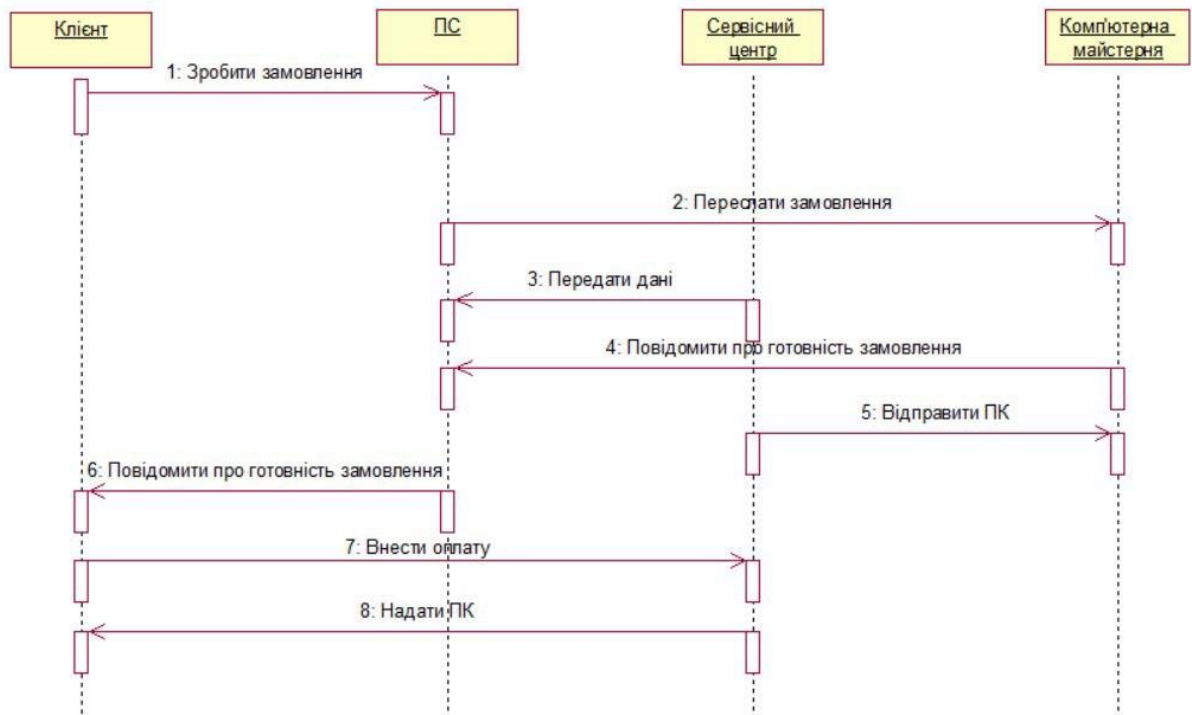 Клієнт
ПС
Сервісний
центр
Комп'ютерна
майстерня
1: Зробити замовлення
2: Переслати замовлення
3: Передати дані
4: Повідомити про готовність замовлення
5: Відправити ПК
6: Повідомити про готовність замовлення
7: Внести оплату
8: Надати ПК